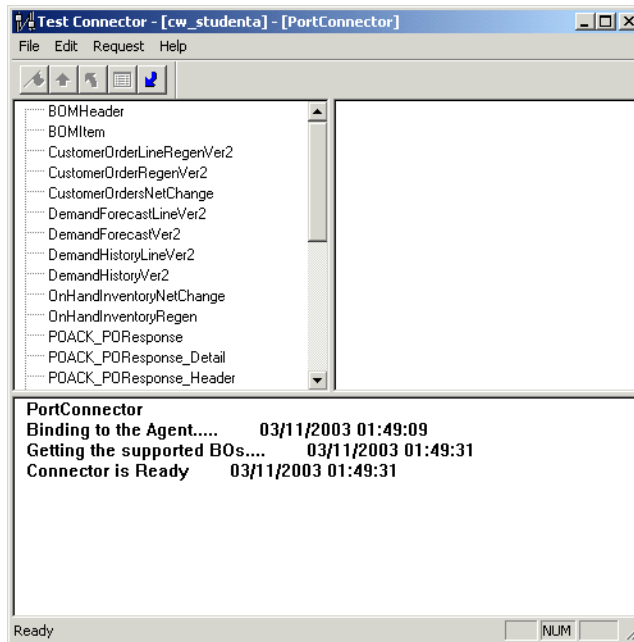 Test Connector - [cw_studenta] - [PortConnector]
File Edit Request Help
BOMHeader
BOMItem
CustomerOrderLineRegenVer2
CustomerOrderRegenVer2
CustomerOrdersNetChange
DemandForecastLineVer2
DemandForecastVer2
DemandHistoryLineVer2
DemandHistoryVer2
OnHandInventoryNetChange
OnHandInventoryRegen
POACK_POResponse
POACK_POResponse_Detail
POACK_POResponse_Header
PortConnector
Binding to the Agent..... 03/11/2003 01:49:09
Getting the supported BOs.... 03/11/2003 01:49:31
Connector is Ready 03/11/2003 01:49:31
Ready NUM